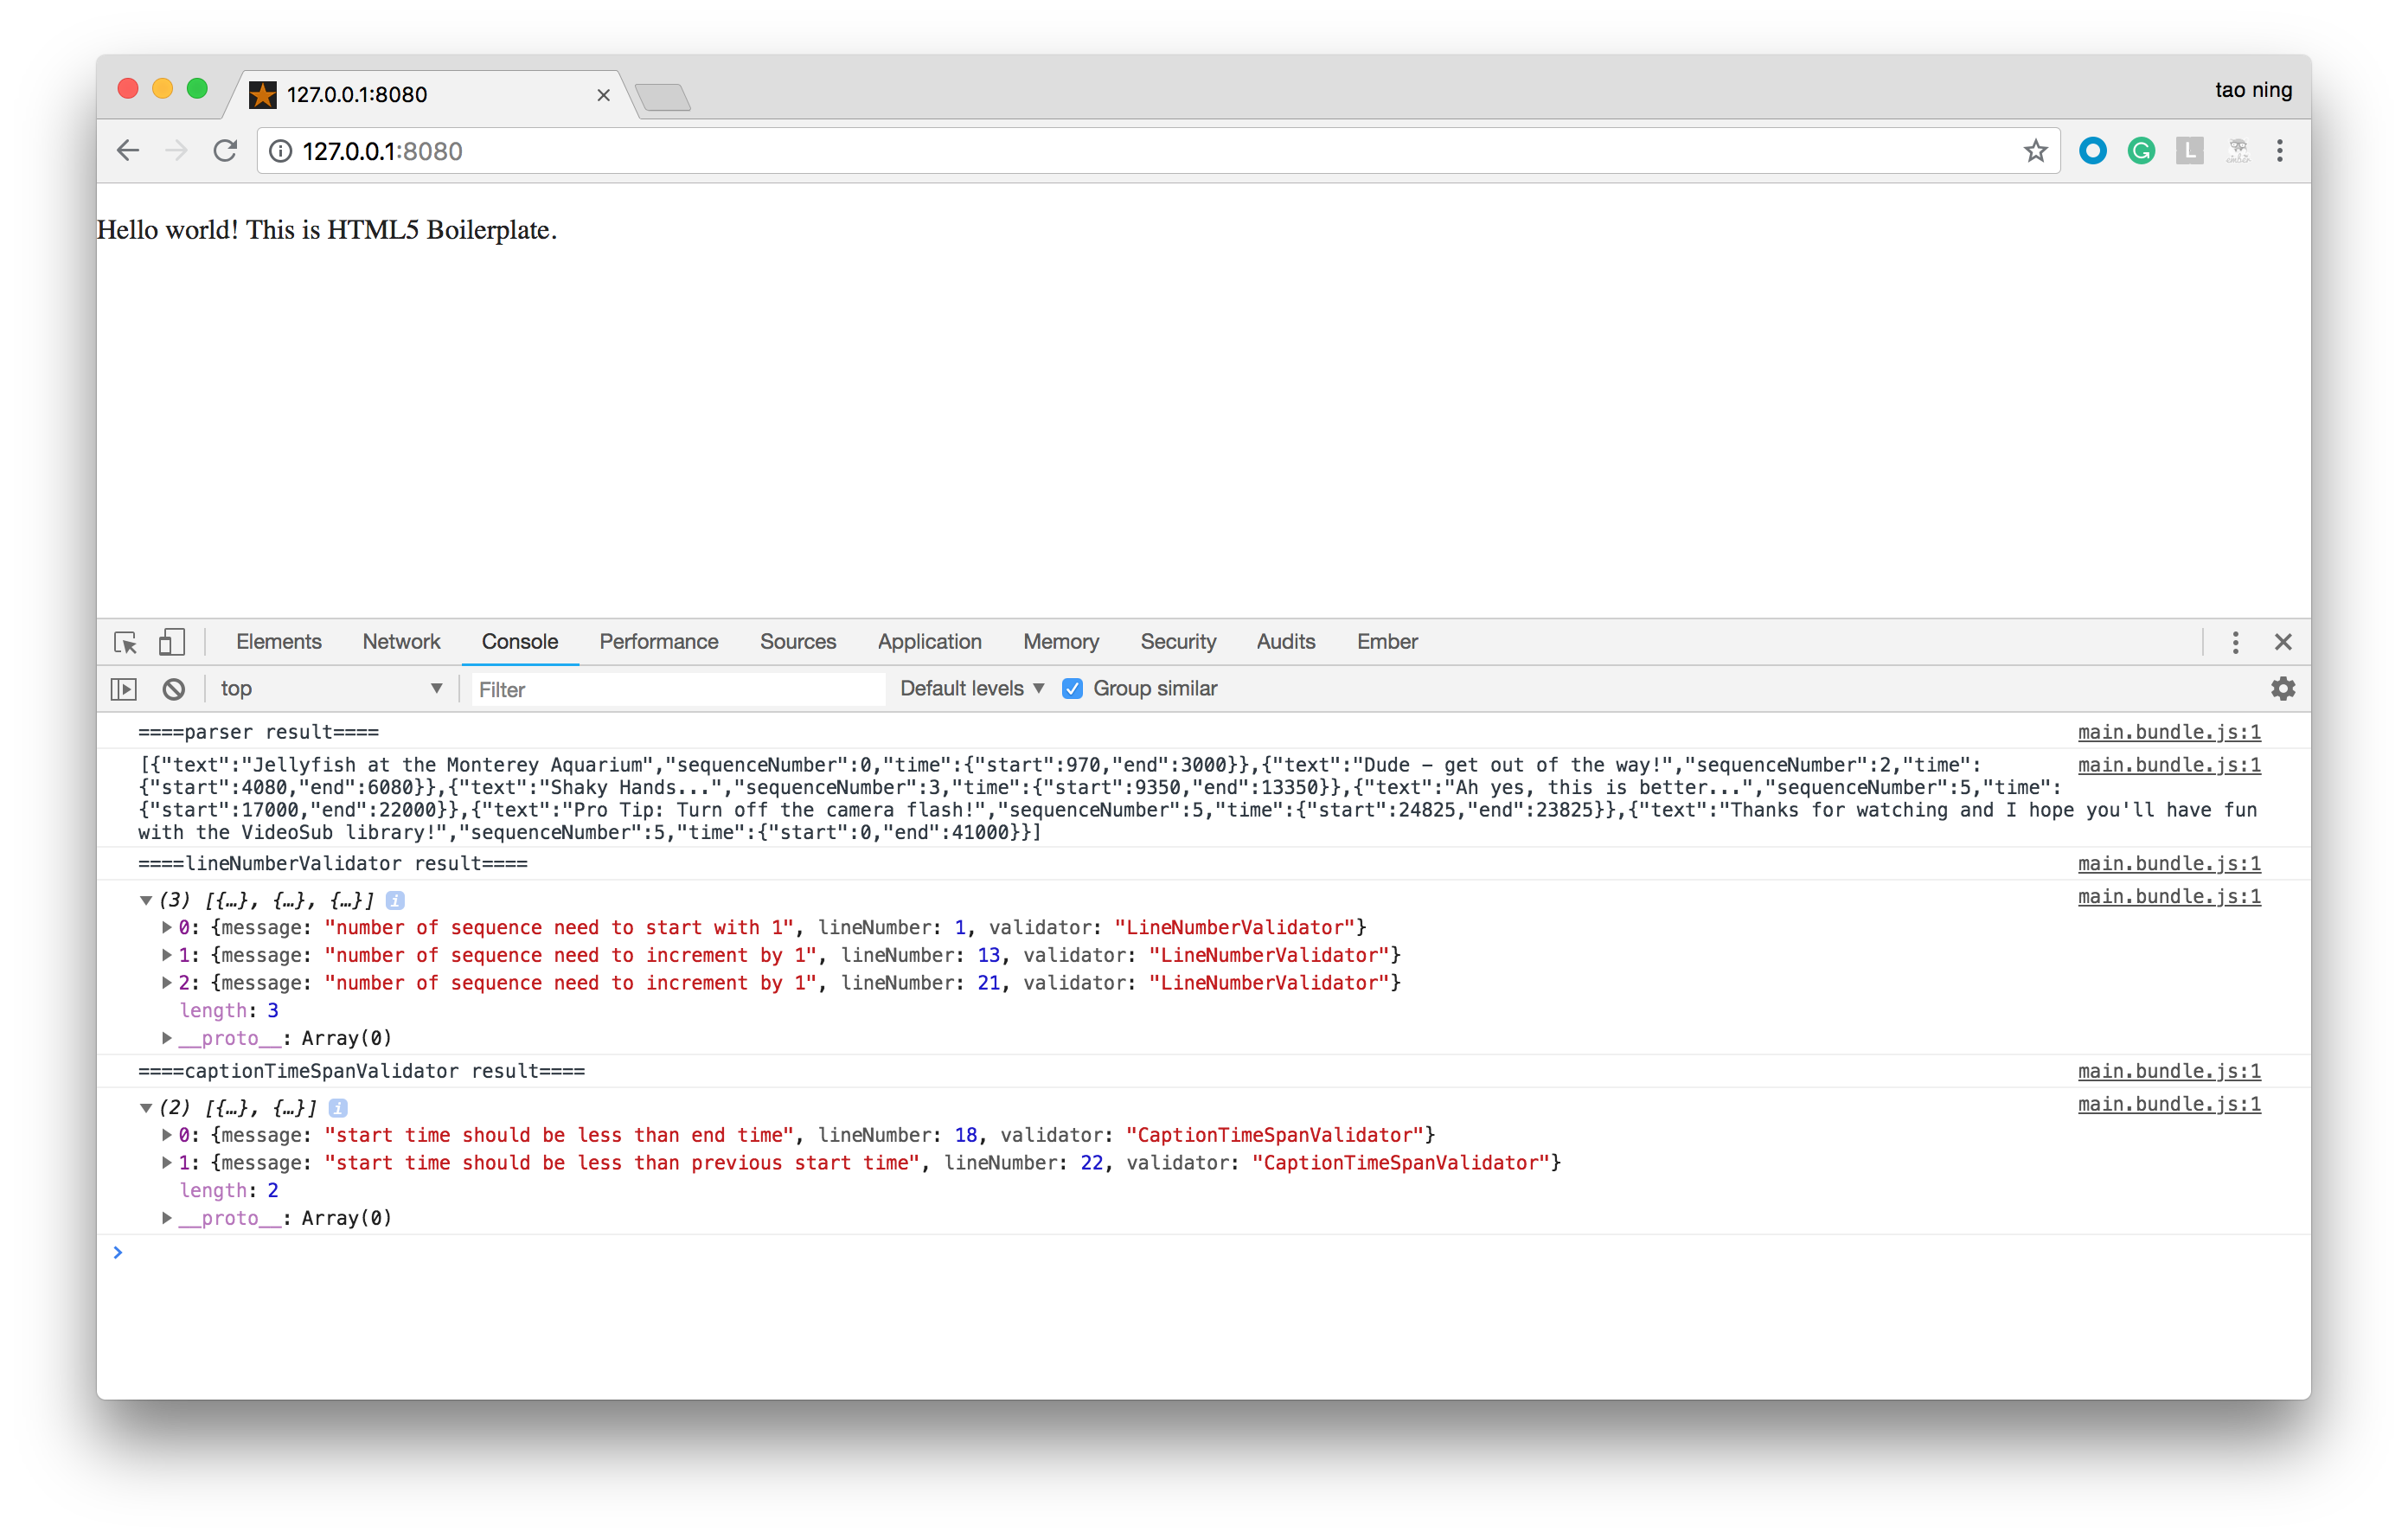 127.0.0.1:8080
tao ning
127.0.0.1:8080
Hello world! This is HTML5 Boilerplate.
Elements Network Console Performance Sources Application Memory Security Audits Ember
top Filter Default levels Group similar
====parser result==== main.bundle.js:1
[{"text":"Jellyfish at the Monterey Aquarium","sequenceNumber":0,"time":{"start":970,"end":3000}},{"text":"Dude – get out of the way!","sequenceNumber":2,"time": main.bundle.js:1
{"start":4080,"end":6080}},{"text":"Shaky Hands...","sequenceNumber":3,"time":{"start":9350,"end":13350}},{"text":"Ah yes, this is better...","sequenceNumber":5,"time":
{"start":17000,"end":22000}},{"text":"Pro Tip: Turn off the camera flash!","sequenceNumber":5,"time":{"start":24825,"end":23825}},{"text":"Thanks for watching and I hope you'll have fun
with the VideoSub library!","sequenceNumber":5,"time":{"start":0,"end":41000}}]
====lineNumberValidator result==== main.bundle.js:1
(3) [{…}, {…}, {…}] i main.bundle.js:1
0: {message: "number of sequence need to start with 1", lineNumber: 1, validator: "LineNumberValidator"}
1: {message: "number of sequence need to increment by 1", lineNumber: 13, validator: "LineNumberValidator"}
2: {message: "number of sequence need to increment by 1", lineNumber: 21, validator: "LineNumberValidator"}
length: 3
__proto__: Array(0)
====captionTimeSpanValidator result==== main.bundle.js:1
(2) [{…}, {…}] i main.bundle.js:1
0: {message: "start time should be less than end time", lineNumber: 18, validator: "CaptionTimeSpanValidator"}
1: {message: "start time should be less than previous start time", lineNumber: 22, validator: "CaptionTimeSpanValidator"}
length: 2
__proto__: Array(0)